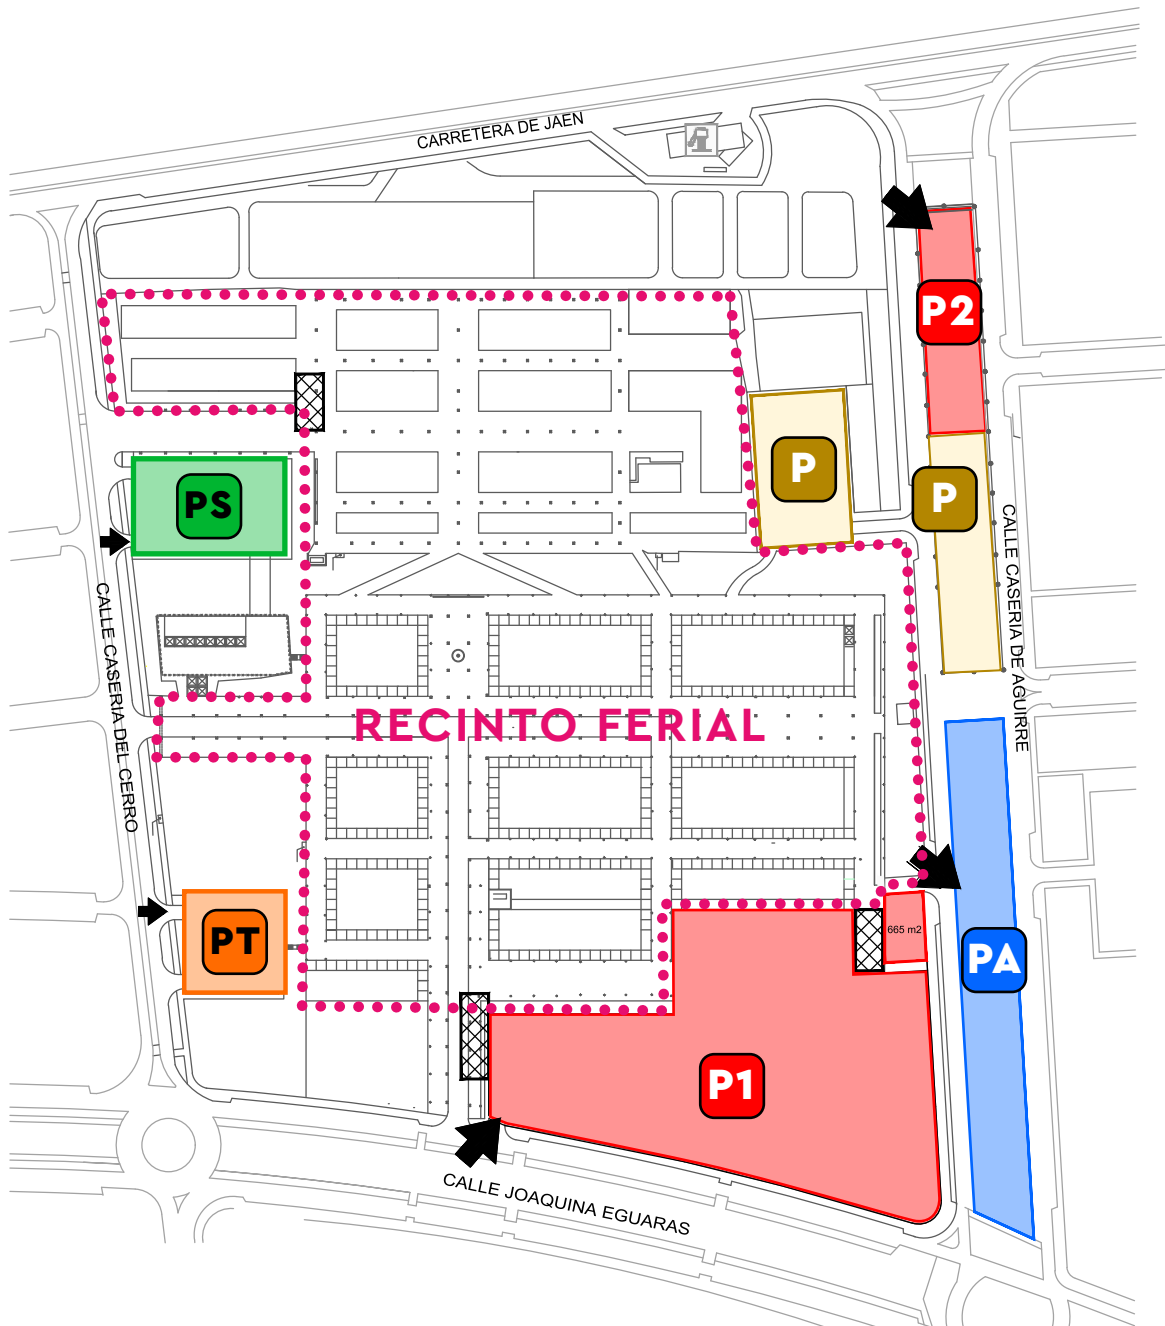 CARRETERA DE JAEN
P2
P
PS
P
CALLE CASERIA DE AGUIRRE
CALLE CASERIA DEL CERRO
RECINTO FERIAL
PT
665 m2
PA
P1
CALLE JOAQUINA EGUARAS